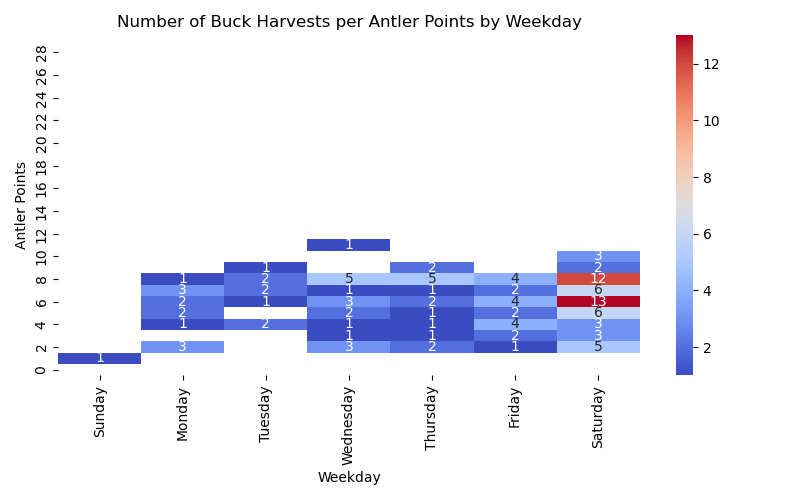 Number of Buck Harvests per Antler Points by Weekday
28
26
24
22
20
18
16
14
12
10
8
6
4
2
0
Antler Points
1
3
1 2 2
1 2 5 5 4 12
3 2 1 1 2 6
2 1 3 2 4 13
2 2 1 2 6
1 2 1 1 4 3
1 1 2 3
3 3 2 1 5
1
Sunday Monday Tuesday Wednesday Thursday Friday Saturday
Weekday
12
10
8
6
4
2